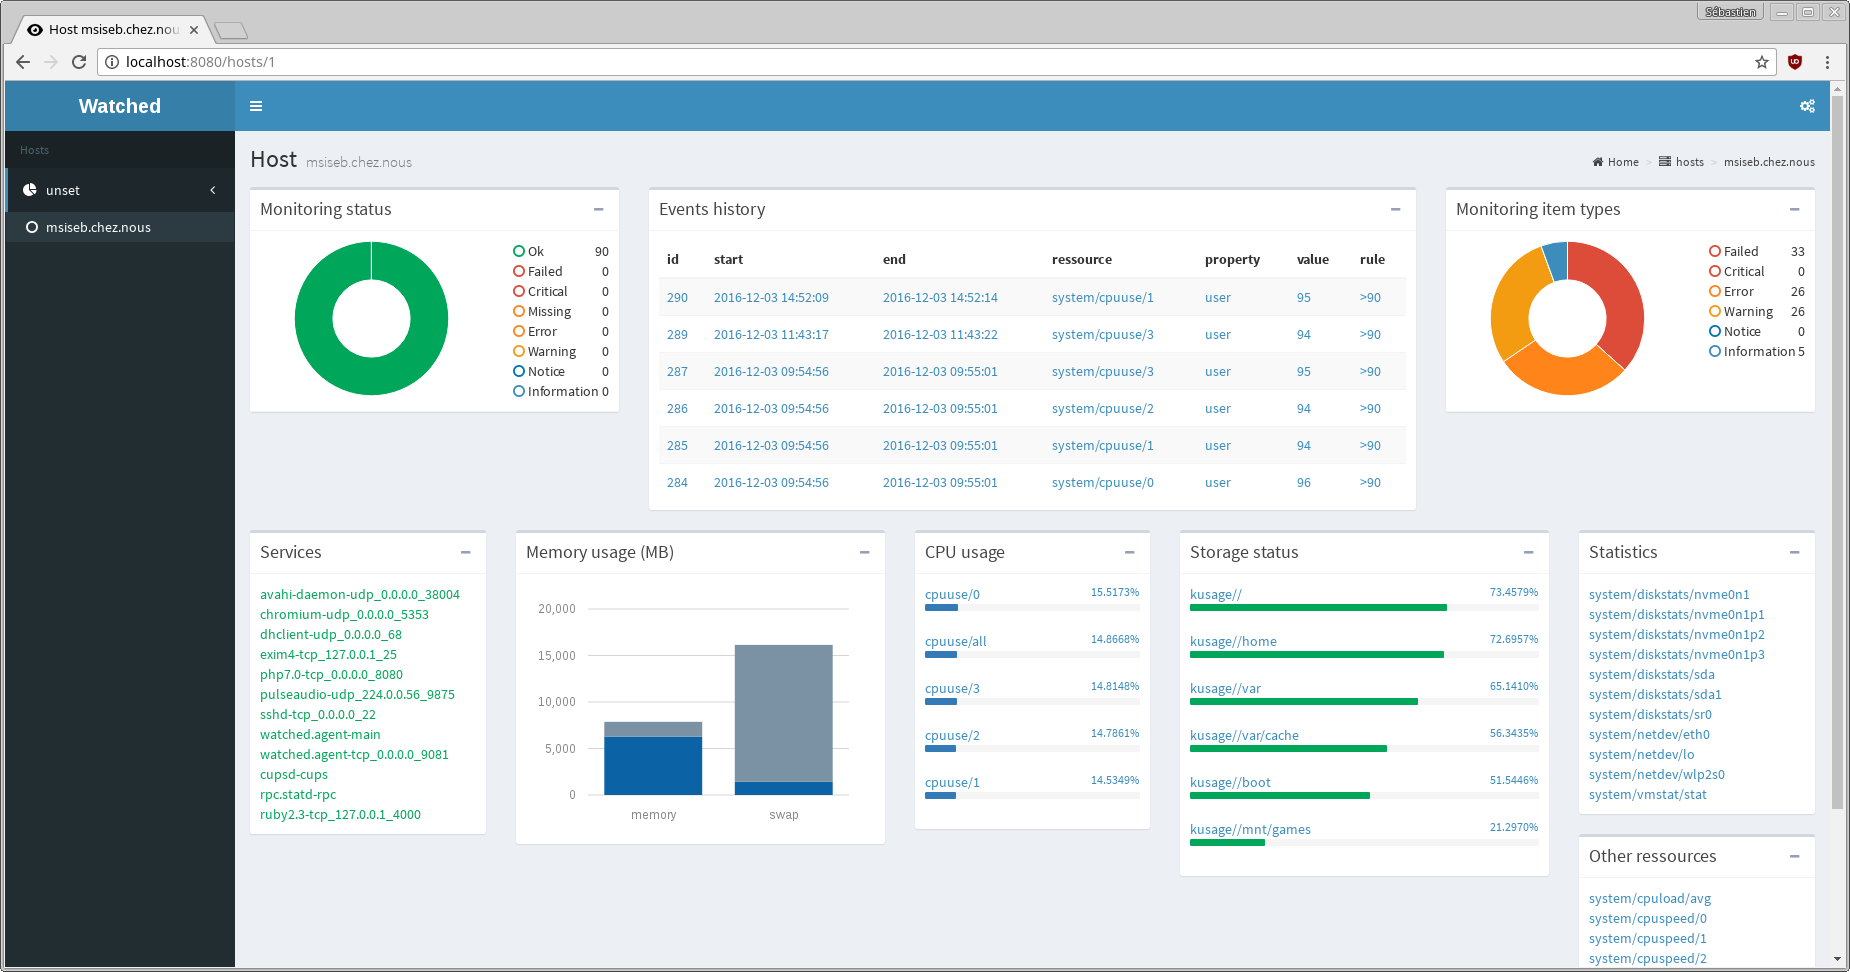 Sébastien
Host msiseb.chez.nou
localhost:8080/hosts/1
Watched
Hosts
unset
msiseb.chez.nous
Host msiseb.chez.nous
Home > hosts > msiseb.chez.nous
Monitoring status
Ok 90
Failed 0
Critical 0
Missing 0
Error 0
Warning 0
Notice 0
Information 0
Events history
id start end ressource property value rule
290 2016-12-03 14:52:09 2016-12-03 14:52:14 system/cpuuse/1 user 95 >90
289 2016-12-03 11:43:17 2016-12-03 11:43:22 system/cpuuse/3 user 94 >90
287 2016-12-03 09:54:56 2016-12-03 09:55:01 system/cpuuse/3 user 95 >90
286 2016-12-03 09:54:56 2016-12-03 09:55:01 system/cpuuse/2 user 94 >90
285 2016-12-03 09:54:56 2016-12-03 09:55:01 system/cpuuse/1 user 94 >90
284 2016-12-03 09:54:56 2016-12-03 09:55:01 system/cpuuse/0 user 96 >90
Monitoring item types
Failed 33
Critical 0
Error 26
Warning 26
Notice 0
Information 5
Services
avahi-daemon-udp_0.0.0.0_38004
chromium-udp_0.0.0.0_5353
dhclient-udp_0.0.0.0_68
exim4-tcp_127.0.0.1_25
php7.0-tcp_0.0.0.0_8080
pulseaudio-udp_224.0.0.56_9875
sshd-tcp_0.0.0.0_22
watched.agent-main
watched.agent-tcp_0.0.0.0_9081
cupsd-cups
rpc.statd-rpc
ruby2.3-tcp_127.0.0.1_4000
Memory usage (MB)
20,000
15,000
10,000
5,000
0
memory swap
CPU usage
cpuuse/0 15.5173%
cpuuse/all 14.8668%
cpuuse/3 14.8148%
cpuuse/2 14.7861%
cpuuse/1 14.5349%
Storage status
kusage// 73.4579%
kusage//home 72.6957%
kusage//var 65.1410%
kusage//var/cache 56.3435%
kusage//boot 51.5446%
kusage//mnt/games 21.2970%
Statistics
system/diskstats/nvme0n1
system/diskstats/nvme0n1p1
system/diskstats/nvme0n1p2
system/diskstats/nvme0n1p3
system/diskstats/sda
system/diskstats/sda1
system/diskstats/sr0
system/netdev/eth0
system/netdev/lo
system/netdev/wlp2s0
system/vmstat/stat
Other ressources
system/cpuload/avg
system/cpuspeed/0
system/cpuspeed/1
system/cpuspeed/2